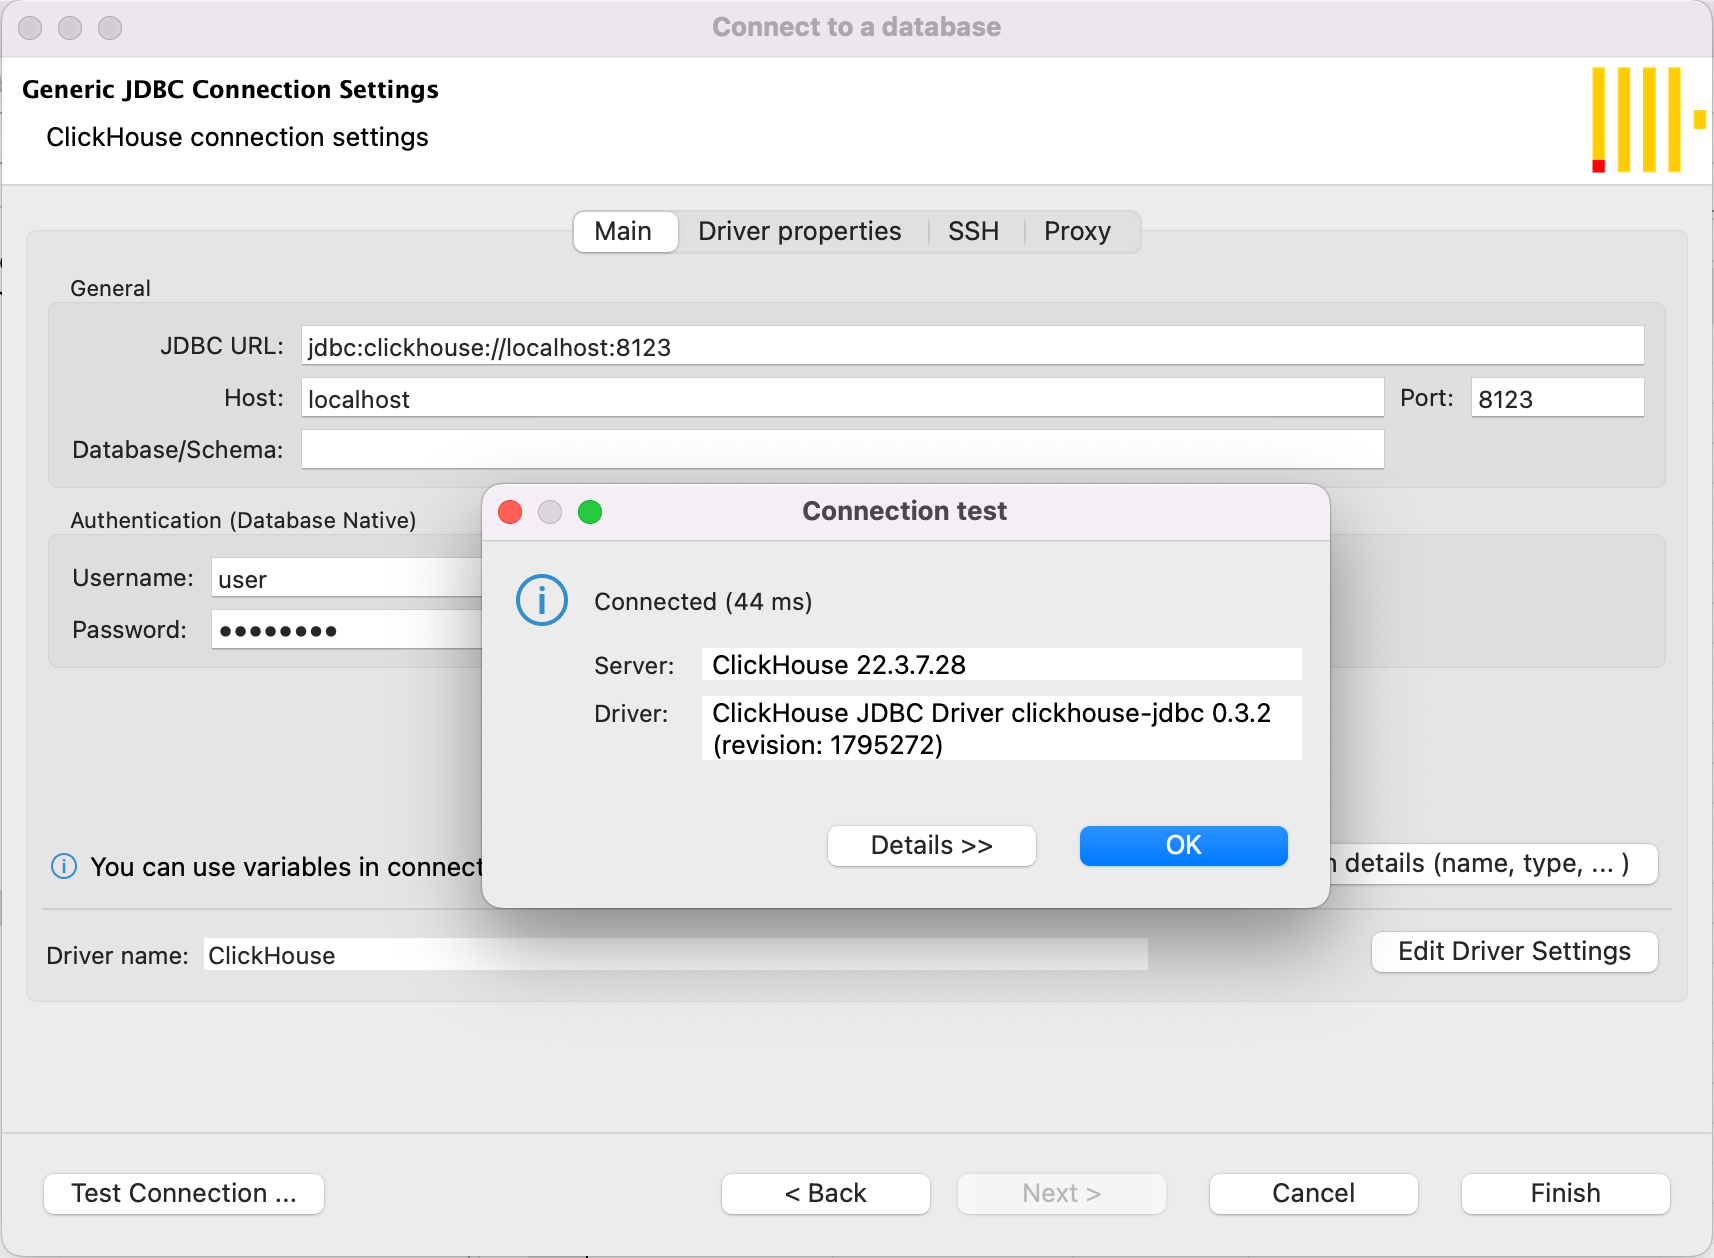 Connect to a database
Generic JDBC Connection Settings
ClickHouse connection settings
Main Driver properties SSH Proxy
General
JDBC URL: jdbc:clickhouse://localhost:8123
Host: localhost Port: 8123
Database/Schema:
Authentication (Database Native)
Username: user
Password: ••••••••
Connection test
Connected (44 ms)
Server: ClickHouse 22.3.7.28
Driver: ClickHouse JDBC Driver clickhouse-jdbc 0.3.2
(revision: 1795272)
Details >> OK
You can use variables in connect
details (name, type, ... )
Driver name: ClickHouse Edit Driver Settings
Test Connection ... < Back Next > Cancel Finish